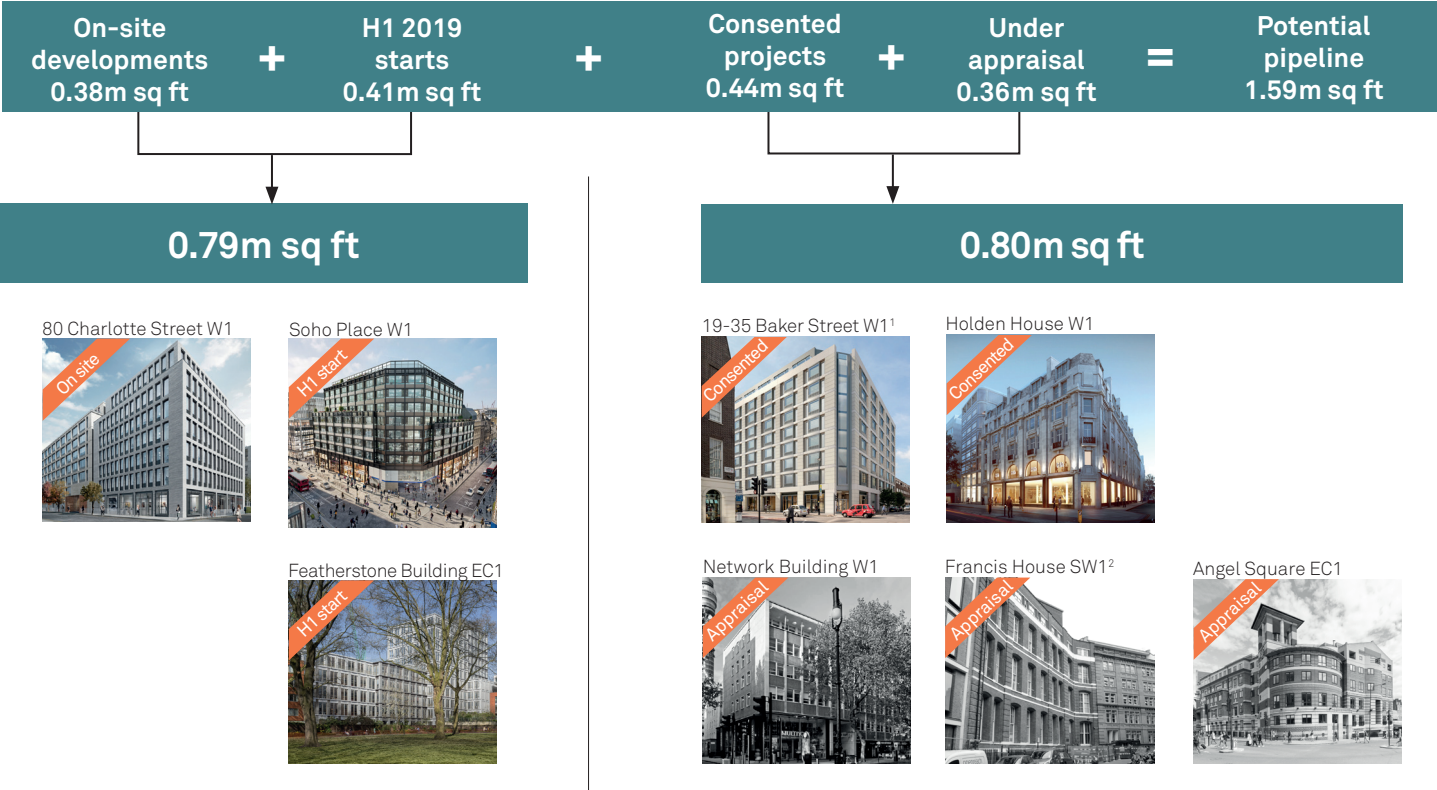 On-site
developments
0.38m sq ft
+
H1 2019
starts
0.41m sq ft
+
Consented
projects
0.44m sq ft
+
Under
appraisal
0.36m sq ft
=
Potential
pipeline
1.59m sq ft
0.79m sq ft
0.80m sq ft
80 Charlotte Street W1
On site
Soho Place W1
H1 start
19-35 Baker Street W1¹
Consented
Holden House W1
Consented
Featherstone Building EC1
H1 start
Network Building W1
Appraisal
Francis House SW1²
Appraisal
Angel Square EC1
Appraisal